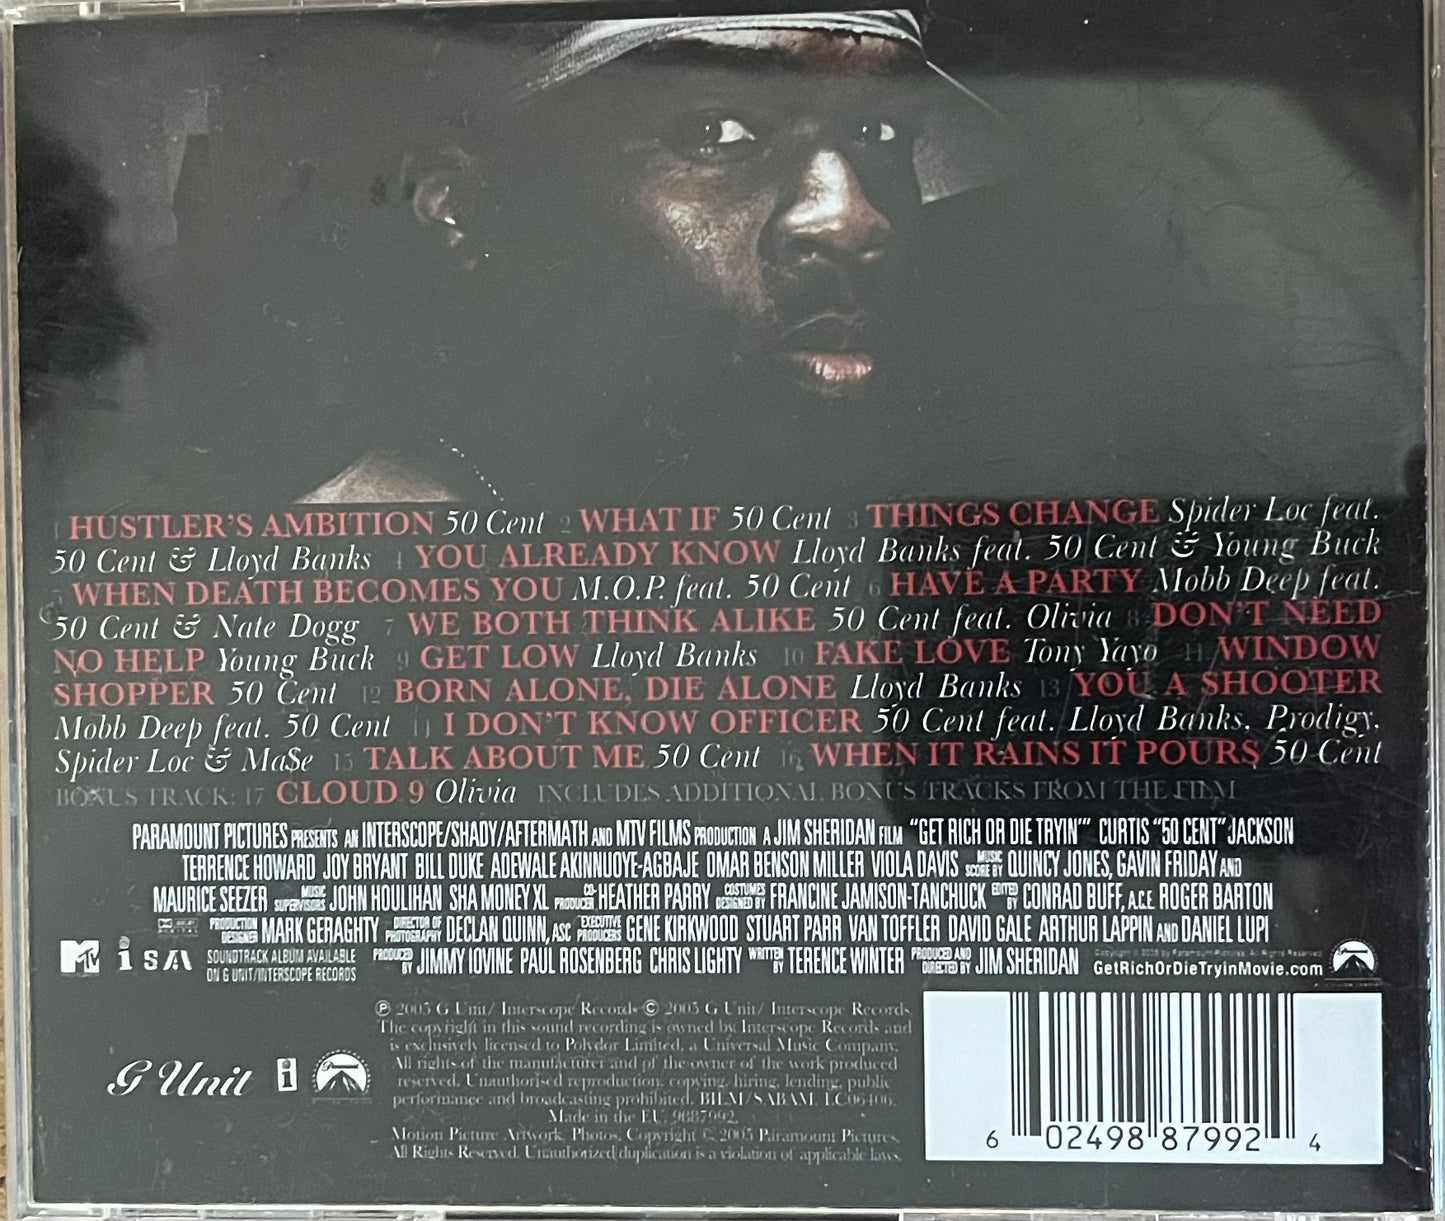 1 HUSTLER'S AMBITION 50 Cent 2 WHAT IF 50 Cent 3 THINGS CHANGE Spider Loc feat.
50 Cent & Lloyd Banks 4 YOU ALREADY KNOW Lloyd Banks feat. 50 Cent & Young Buck
5 WHEN DEATH BECOMES YOU M.O.P. feat. 50 Cent 6 HAVE A PARTY Mobb Deep feat.
50 Cent & Nate Dogg 7 WE BOTH THINK ALIKE 50 Cent feat. Olivia 8 DON'T NEED
NO HELP Young Buck 9 GET LOW Lloyd Banks 10 FAKE LOVE Tony Yayo 11 WINDOW
SHOPPER 50 Cent 12 BORN ALONE, DIE ALONE Lloyd Banks 13 YOU A SHOOTER
Mobb Deep feat. 50 Cent 14 I DON'T KNOW OFFICER 50 Cent feat. Lloyd Banks, Prodigy,
Spider Loc & Ma$e 15 TALK ABOUT ME 50 Cent 16 WHEN IT RAINS IT POURS 50 Cent
BONUS TRACK: 17 CLOUD 9 Olivia INCLUDES ADDITIONAL BONUS TRACKS FROM THE FILM
PARAMOUNT PICTURES PRESENTS AN INTERSCOPE/SHADY/AFTERMATH AND MTV FILMS PRODUCTION A JIM SHERIDAN FILM "GET RICH OR DIE TRYIN'" CURTIS "50 CENT" JACKSON
TERRENCE HOWARD JOY BRYANT BILL DUKE ADEWALE AKINNUOYE-AGBAJE OMAR BENSON MILLER VIOLA DAVIS MUSIC SCORE BY QUINCY JONES, GAVIN FRIDAY AND
MAURICE SEEZER MUSIC SUPERVISORS JOHN HOULIHAN SHA MONEY XL CO-PRODUCER HEATHER PARRY COSTUMES DESIGNED BY FRANCINE JAMISON-TANCHUCK EDITED BY CONRAD BUFF, A.C.E. ROGER BARTON
PRODUCTION DESIGNER MARK GERAGHTY DIRECTOR OF PHOTOGRAPHY DECLAN QUINN, ASC EXECUTIVE PRODUCERS GENE KIRKWOOD STUART PARR VAN TOFFLER DAVID GALE ARTHUR LAPPIN AND DANIEL LUPI
MTV i S A SOUNDTRACK ALBUM AVAILABLE
ON G UNIT/INTERSCOPE RECORDS
PRODUCED BY JIMMY IOVINE PAUL ROSENBERG CHRIS LIGHTY WRITTEN BY TERENCE WINTER PRODUCED AND DIRECTED BY JIM SHERIDAN
Copyright © 2005 by Paramount Pictures. All Rights Reserved.
GetRichOrDieTryinMovie.com
℗ 2005 G Unit/ Interscope Records © 2005 G Unit/ Interscope Records.
The copyright in this sound recording is owned by Interscope Records and
is exclusively licensed to Polydor Limited, a Universal Music Company.
All rights of the manufacturer and of the owner of the work produced
reserved. Unauthorised reproduction, copying, hiring, lending, public
performance and broadcasting prohibited. BIEM/SABAM. LC06406.
Made in the EU. 9887992.
Motion Picture Artwork, Photos, Copyright © 2005 Paramount Pictures.
All Rights Reserved. Unauthorized duplication is a violation of applicable laws.
G Unit i Paramount
6 02498 87992 4